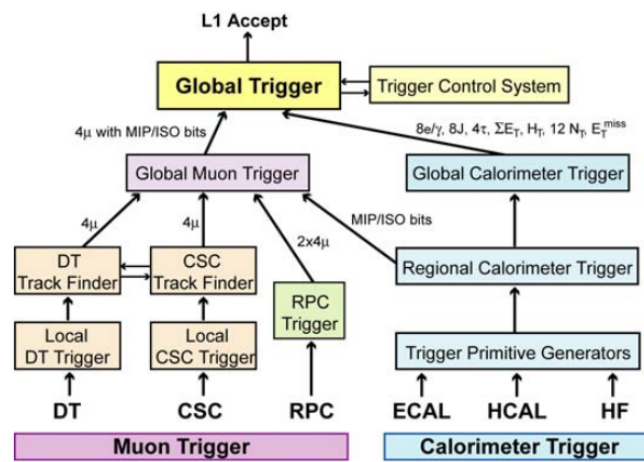 L1 Accept
Global Trigger
Trigger Control System
4μ with MIP/ISO bits
8e/γ, 8J, 4τ, ΣE_T, H_T, 12 N_T, E_T^miss
Global Muon Trigger
Global Calorimeter Trigger
4μ
4μ
2x4μ
MIP/ISO bits
DT
Track Finder
CSC
Track Finder
Regional Calorimeter Trigger
RPC
Trigger
Local
DT Trigger
Local
CSC Trigger
Trigger Primitive Generators
DT
CSC
RPC
ECAL
HCAL
HF
Muon Trigger
Calorimeter Trigger